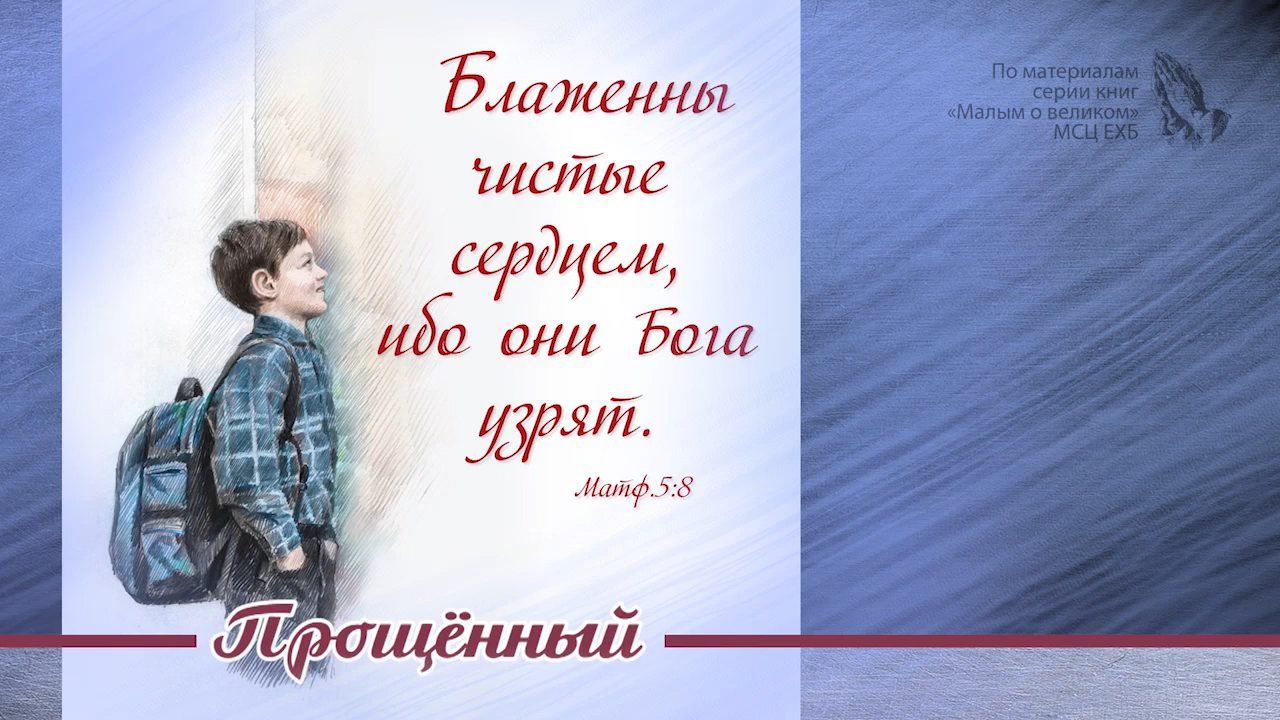 Блаженны
чистые
сердцем,
ибо они Бога
узрят.
Матф.5:8
По материалам
серии книг
«Малым о великом»
МСЦ ЕХБ
Прощённый